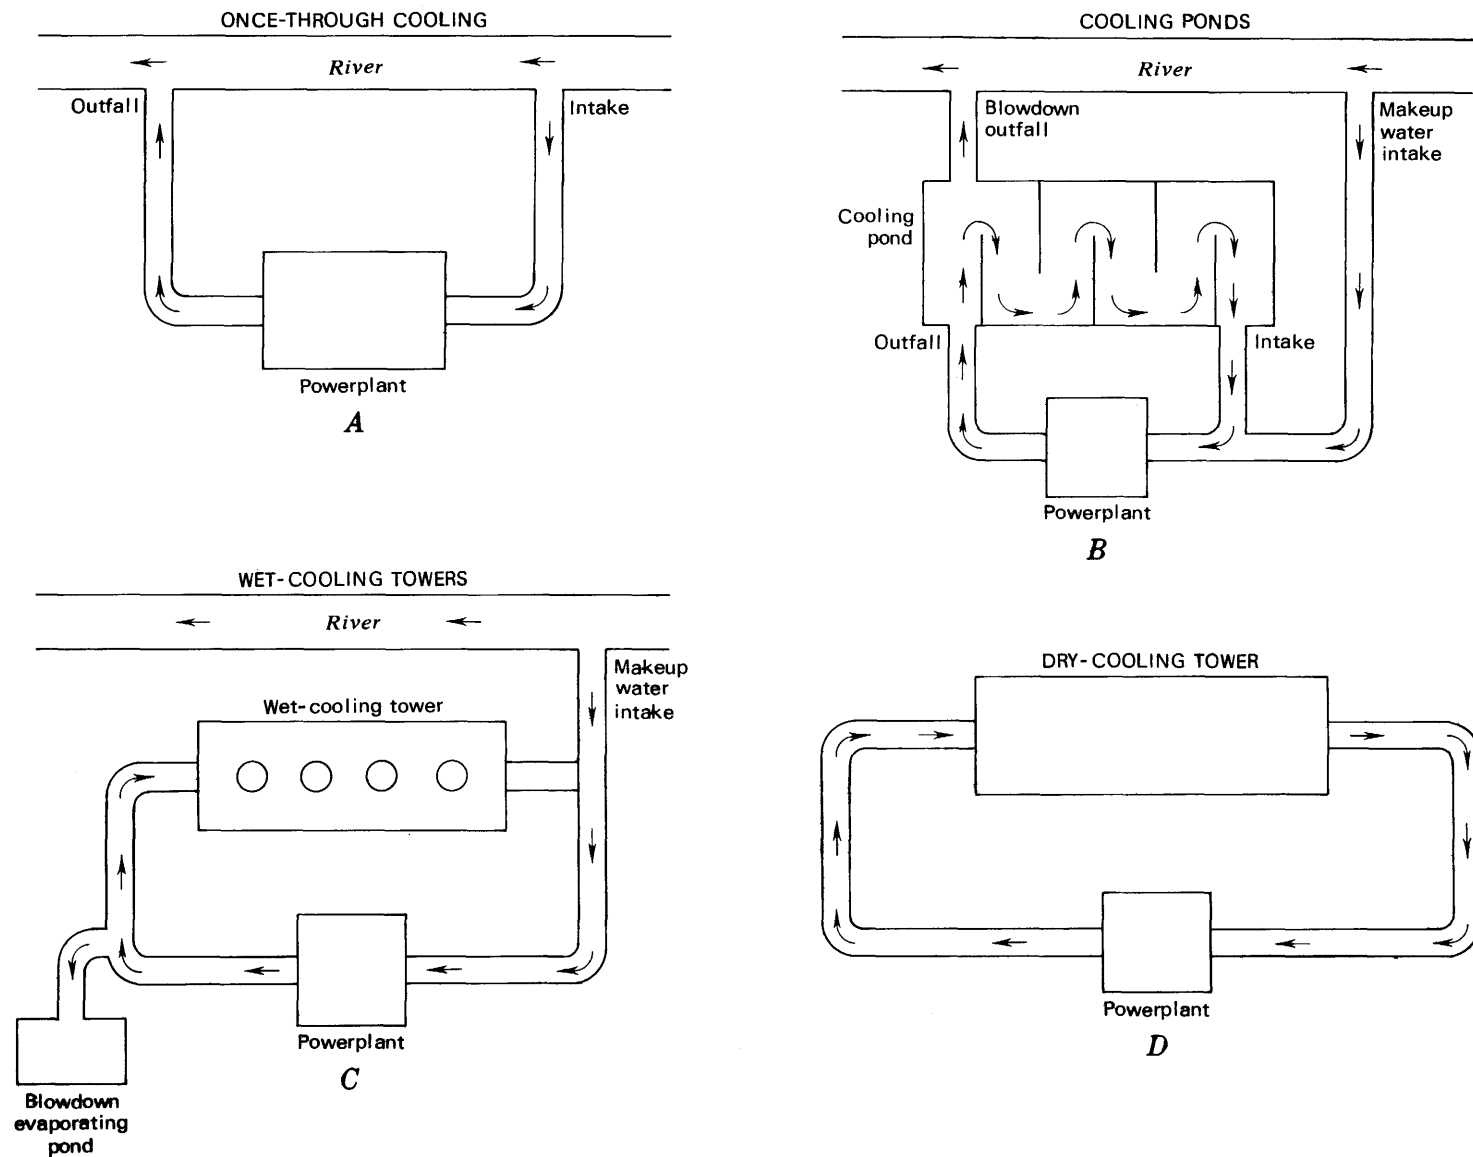 ONCE-THROUGH COOLING
River
Outfall
Intake
Powerplant
A
COOLING PONDS
River
Blowdown
outfall
Makeup
water
intake
Cooling
pond
Outfall
Intake
Powerplant
B
WET-COOLING TOWERS
River
Makeup
water
intake
Wet-cooling tower
Powerplant
C
Blowdown
evaporating
pond
DRY-COOLING TOWER
Powerplant
D